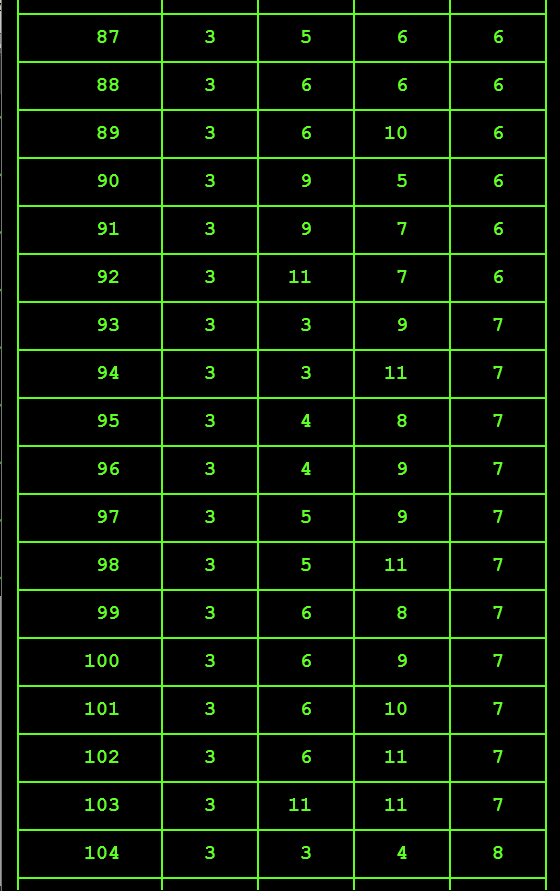 87 3 5 6 6
88 3 6 6 6
89 3 6 10 6
90 3 9 5 6
91 3 9 7 6
92 3 11 7 6
93 3 3 9 7
94 3 3 11 7
95 3 4 8 7
96 3 4 9 7
97 3 5 9 7
98 3 5 11 7
99 3 6 8 7
100 3 6 9 7
101 3 6 10 7
102 3 6 11 7
103 3 11 11 7
104 3 3 4 8